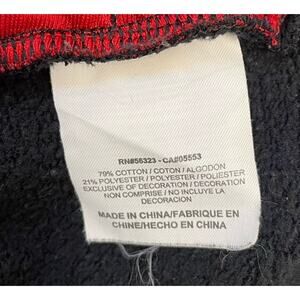 RN#56323 - CA#05553
79% COTTON / COTON / ALGODON
21% POLYESTER / POLYESTER / POLIESTER
EXCLUSIVE OF DECORATION / DECORATION
NON COMPRISE / NO INCLUYE LA
DECORACION
MADE IN CHINA/FABRIQUE EN
CHINE/HECHO EN CHINA